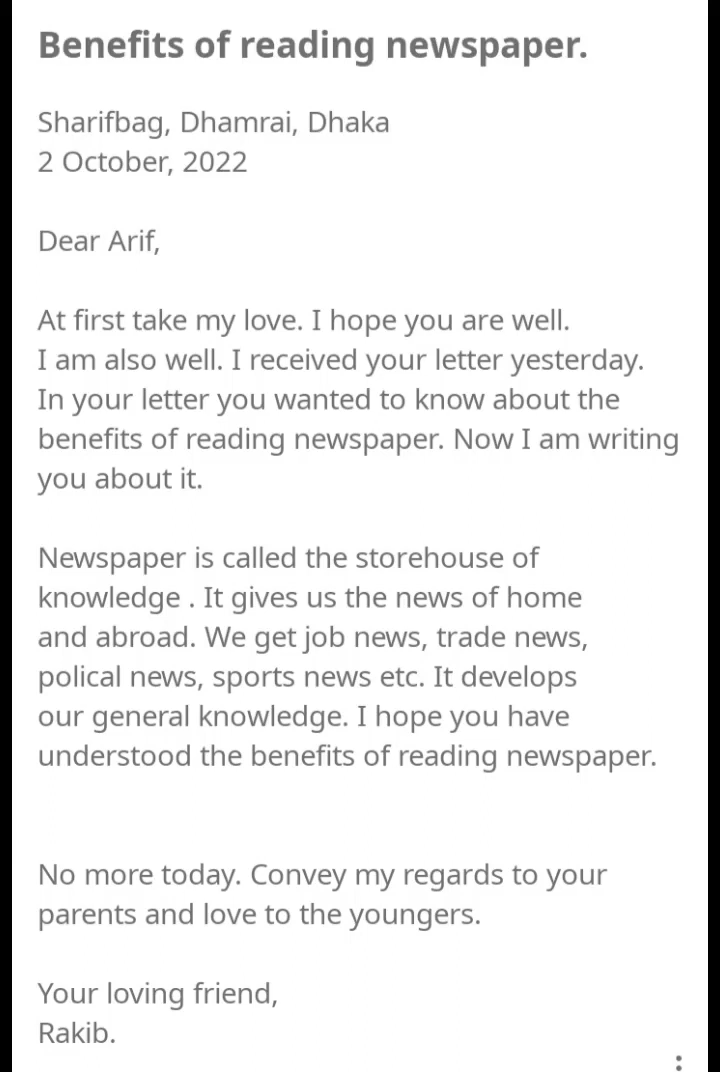 Benefits of reading newspaper.
Sharifbag, Dhamrai, Dhaka
2 October, 2022
Dear Arif,
At first take my love. I hope you are well.
I am also well. I received your letter yesterday.
In your letter you wanted to know about the
benefits of reading newspaper. Now I am writing
you about it.
Newspaper is called the storehouse of
knowledge . It gives us the news of home
and abroad. We get job news, trade news,
polical news, sports news etc. It develops
our general knowledge. I hope you have
understood the benefits of reading newspaper.
No more today. Convey my regards to your
parents and love to the youngers.
Your loving friend,
Rakib.